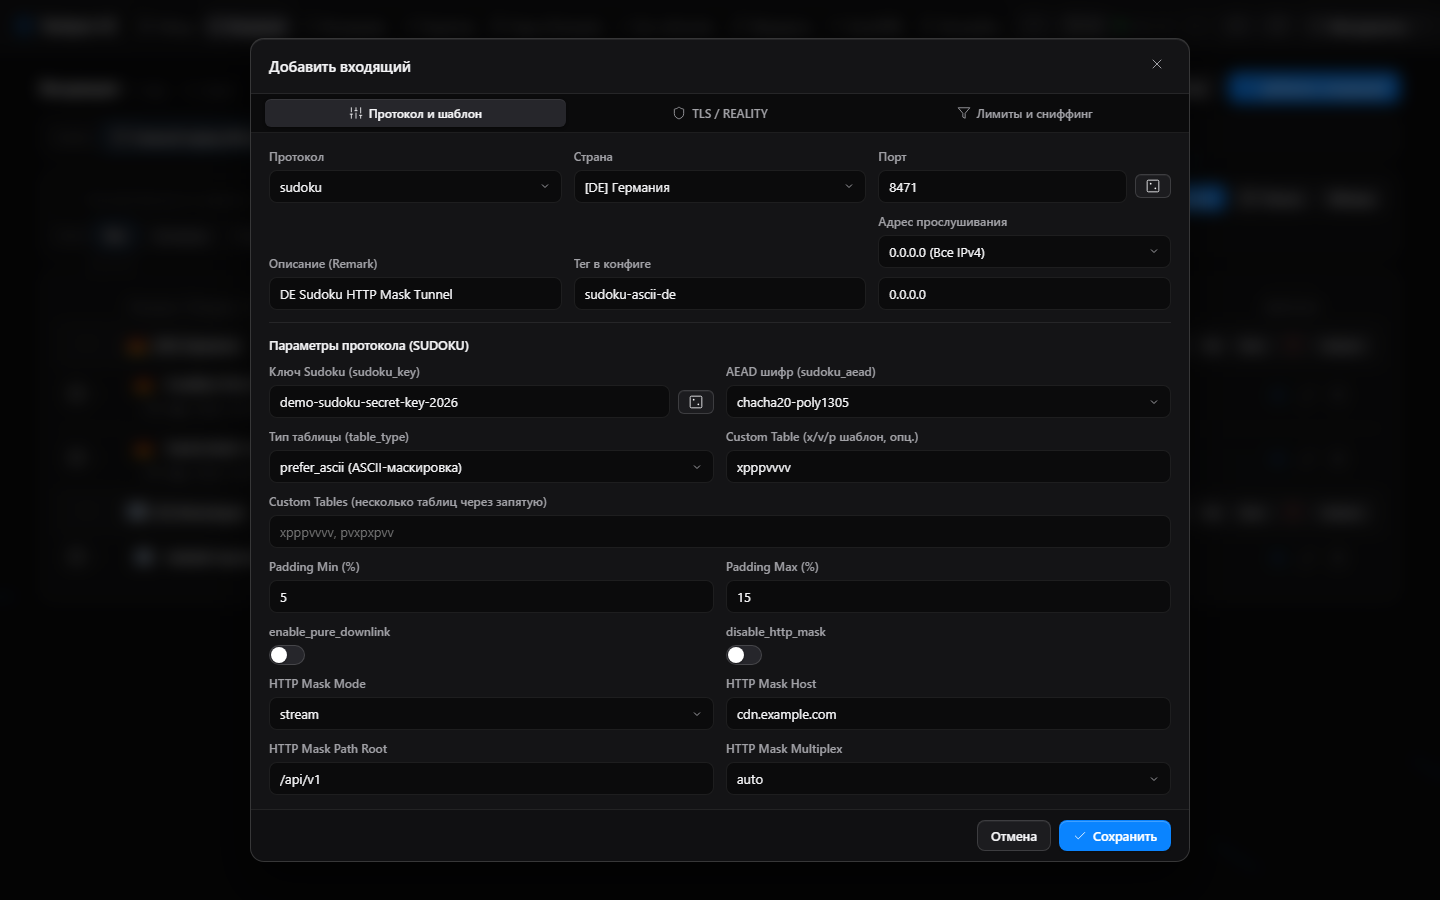 Добавить входящий
Протокол и шаблон
TLS / REALITY
Лимиты и сниффинг
Протокол
Страна
Порт
sudoku
[DE] Германия
8471
Адрес прослушивания
0.0.0.0 (Все IPv4)
Описание (Remark)
Тег в конфиге
DE Sudoku HTTP Mask Tunnel
sudoku-ascii-de
0.0.0.0
Параметры протокола (SUDOKU)
Ключ Sudoku (sudoku_key)
AEAD шифр (sudoku_aead)
demo-sudoku-secret-key-2026
chacha20-poly1305
Тип таблицы (table_type)
Custom Table (x/v/p шаблон, опц.)
prefer_ascii (ASCII-маскировка)
xpppvvvv
Custom Tables (несколько таблиц через запятую)
xpppvvvv, pvxpxpvv
Padding Min (%)
Padding Max (%)
5
15
enable_pure_downlink
disable_http_mask
HTTP Mask Mode
HTTP Mask Host
stream
cdn.example.com
HTTP Mask Path Root
HTTP Mask Multiplex
/api/v1
auto
Отмена
Сохранить